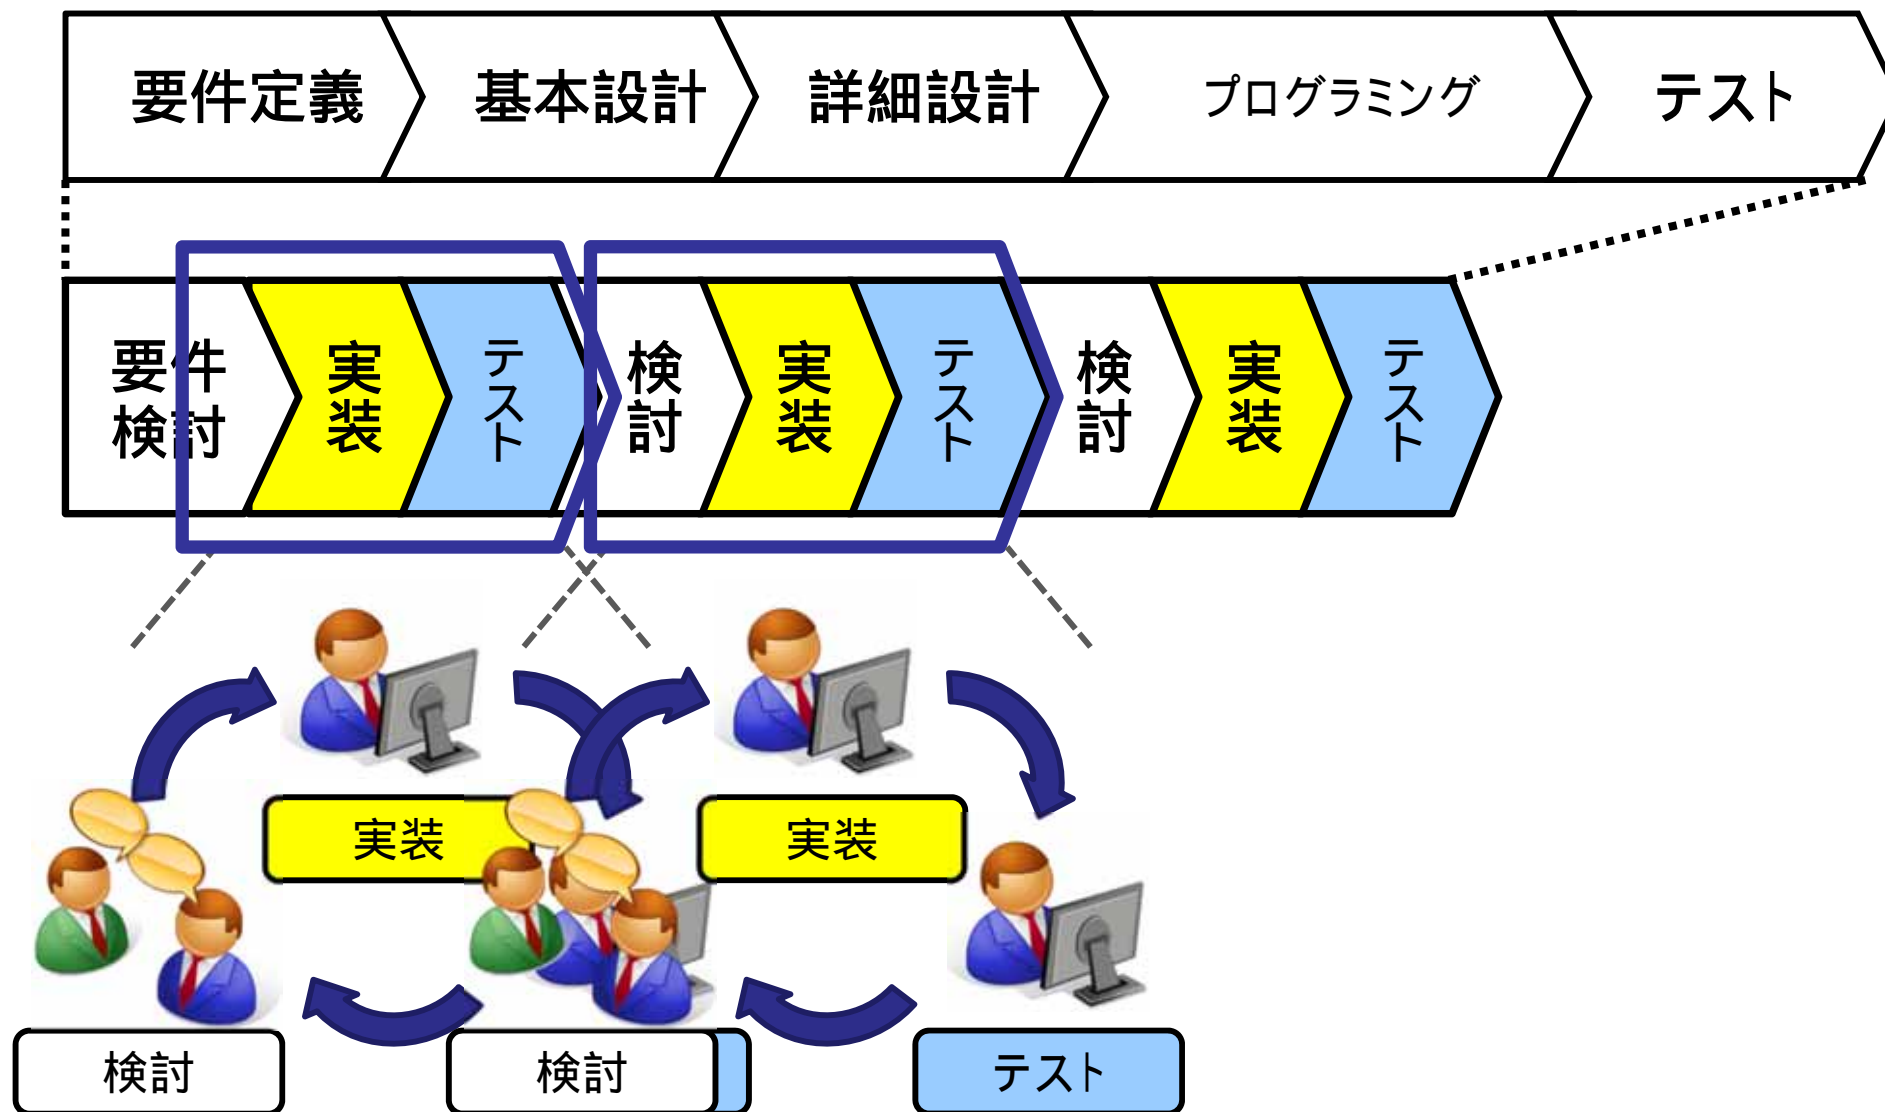 要件定義
基本設計
詳細設計
プログラミング
テスト
要件
検討
実装
テスト
検討
実装
テスト
検討
実装
テスト
実装
実装
検討
検討
テスト